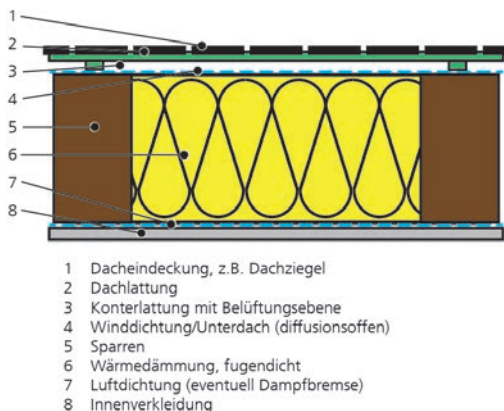 1
2
3
4
5
6
7
8
1 Dacheindeckung, z.B. Dachziegel
2 Dachlattung
3 Konterlattung mit Belüftungsebene
4 Winddichtung/Unterdach (diffusionsoffen)
5 Sparren
6 Wärmedämmung, fugendicht
7 Luftdichtung (eventuell Dampfbremse)
8 Innenverkleidung